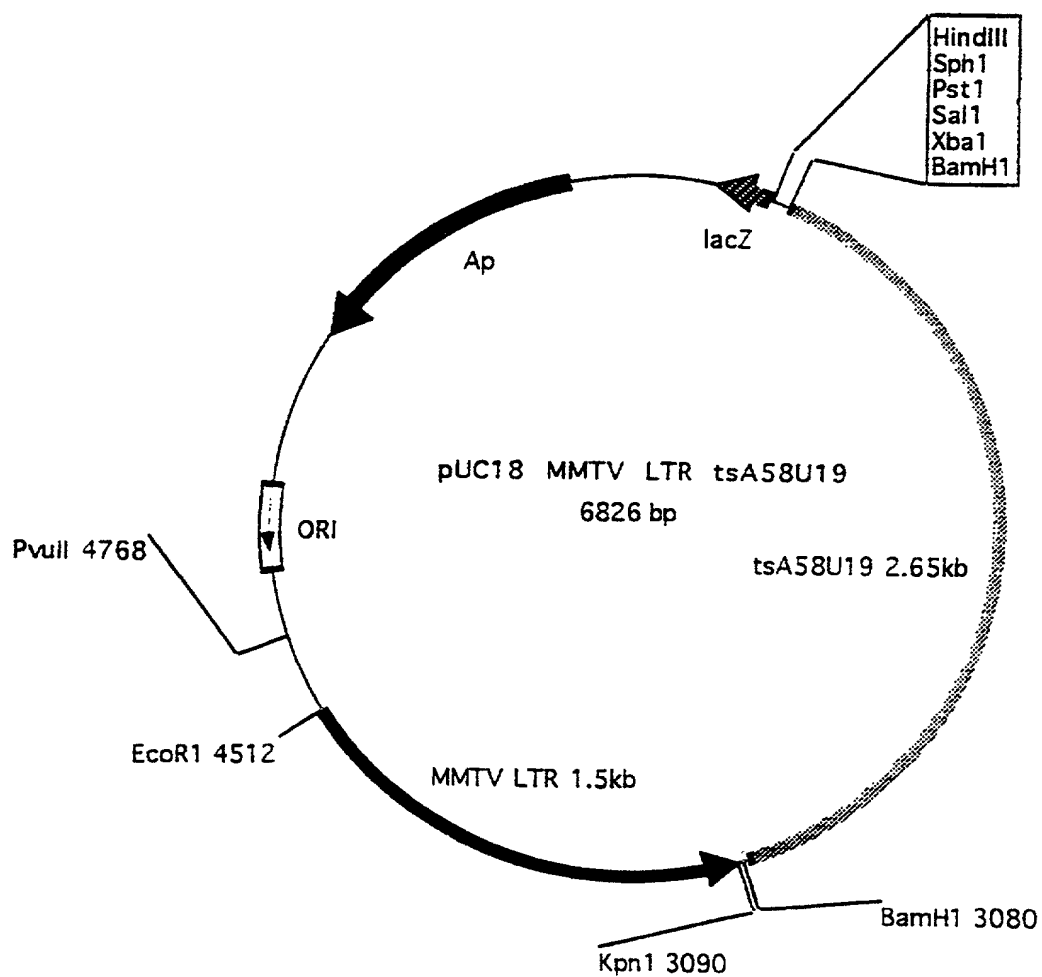 HindIII
Sph1
Pst1
Sal1
Xba1
BamH1
lacZ
Ap
pUC18 MMTV LTR tsA58U19
6826 bp
ORI
PvuII 4768
tsA58U19 2.65kb
EcoR1 4512
MMTV LTR 1.5kb
BamH1 3080
Kpn1 3090